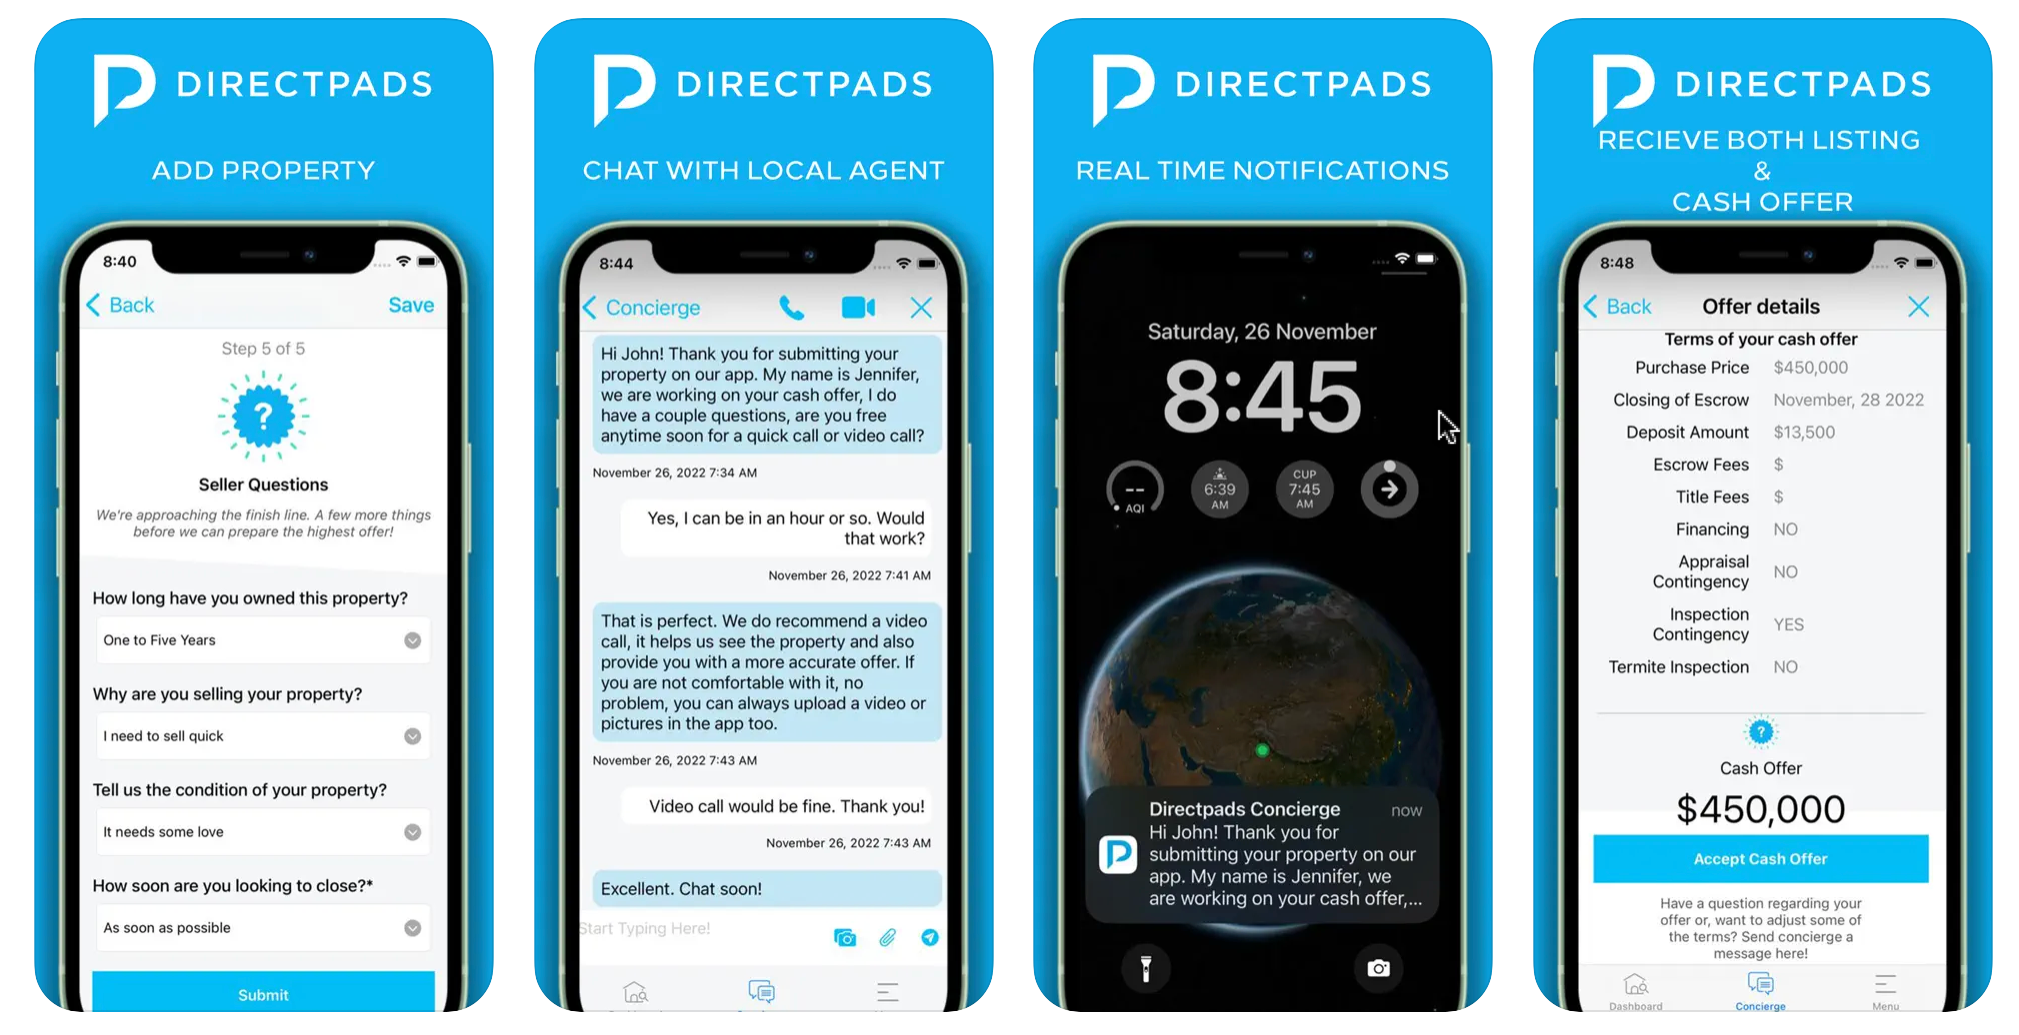 DIRECTPADS
ADD PROPERTY
8:40
Back
Save
Step 5 of 5
?
Seller Questions
We're approaching the finish line. A few more things
before we can prepare the highest offer!
How long have you owned this property?
One to Five Years
Why are you selling your property?
I need to sell quick
Tell us the condition of your property?
It needs some love
How soon are you looking to close?*
As soon as possible
Submit
DIRECTPADS
CHAT WITH LOCAL AGENT
8:44
Concierge
Hi John! Thank you for submitting your
property on our app. My name is Jennifer,
we are working on your cash offer, I do
have a couple questions, are you free
anytime soon for a quick call or video call?
November 26, 2022 7:34 AM
Yes, I can be in an hour or so. Would
that work?
November 26, 2022 7:41 AM
That is perfect. We do recommend a video
call, it helps us see the property and also
provide you with a more accurate offer. If
you are not comfortable with it, no
problem, you can always upload a video or
pictures in the app too.
November 26, 2022 7:43 AM
Video call would be fine. Thank you!
November 26, 2022 7:43 AM
Excellent. Chat soon!
Start Typing Here!
DIRECTPADS
REAL TIME NOTIFICATIONS
Saturday, 26 November
8:45
-- AQI
6:39 AM
CUP 7:45 AM
Directpads Concierge now
Hi John! Thank you for
submitting your property on our
app. My name is Jennifer, we
are working on your cash offer,...
DIRECTPADS
RECIEVE BOTH LISTING
&
CASH OFFER
8:48
Back
Offer details
Terms of your cash offer
Purchase Price $450,000
Closing of Escrow November, 28 2022
Deposit Amount $13,500
Escrow Fees $
Title Fees $
Financing NO
Appraisal
Contingency NO
Inspection
Contingency YES
Termite Inspection NO
?
Cash Offer
$450,000
Accept Cash Offer
Have a question regarding your
offer or, want to adjust some of
the terms? Send concierge a
message here!
Dashboard
Concierge
Menu